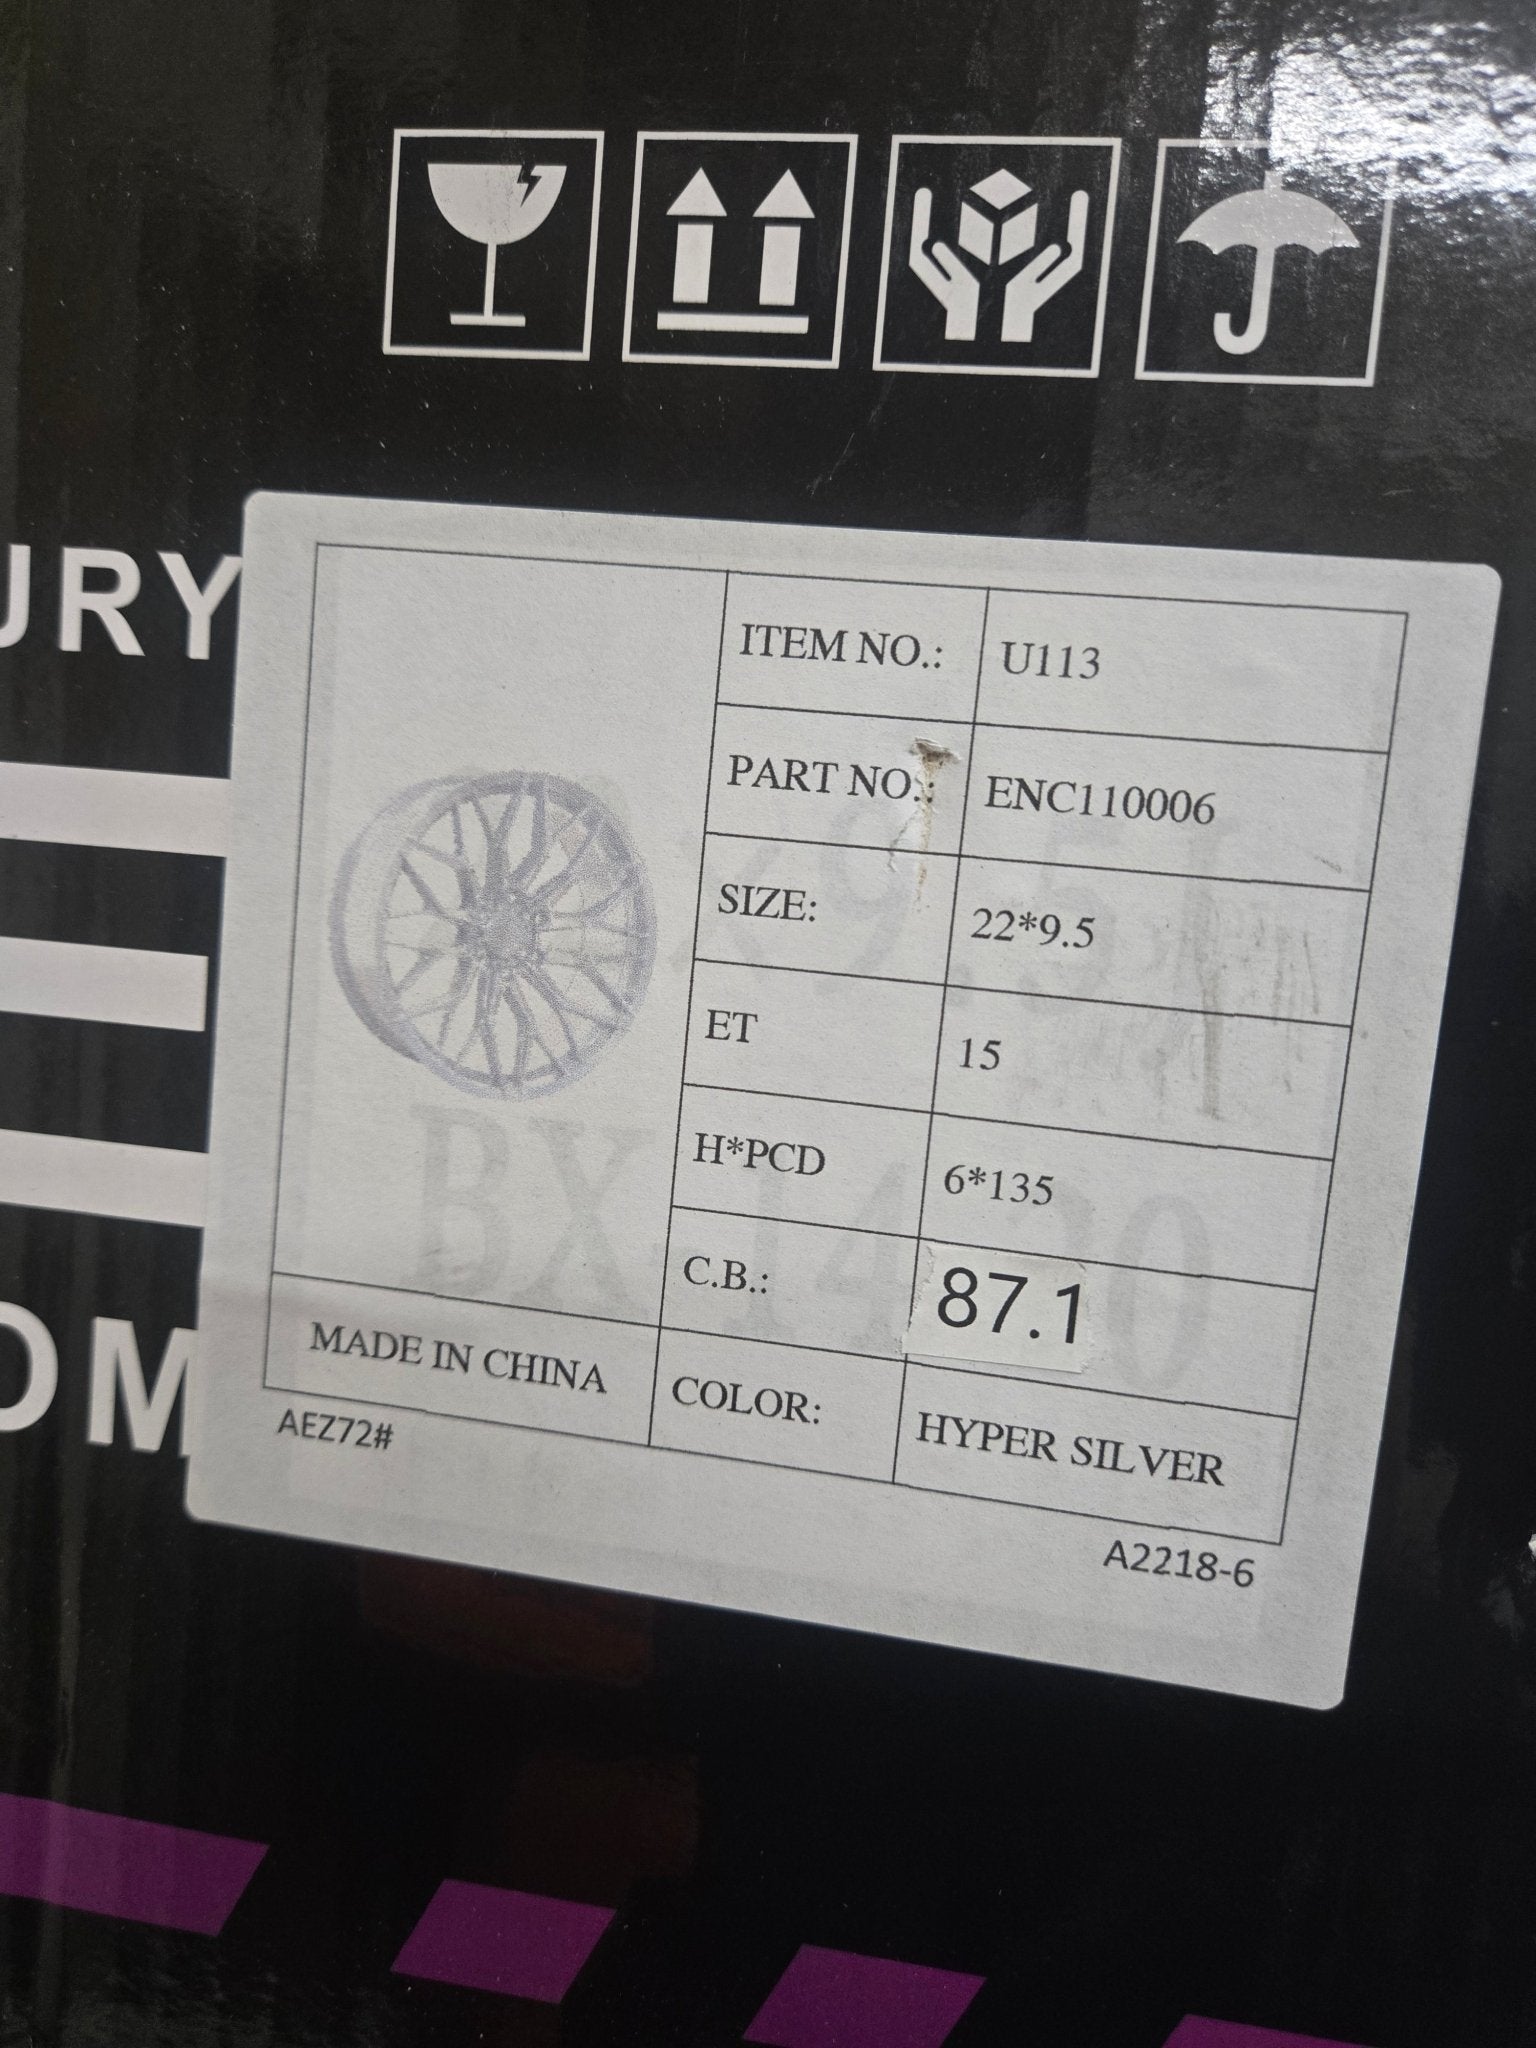 URY
ITEM NO.: U113
PART NO.: ENC110006
SIZE: 22*9.5
ET 15
H*PCD 6*135
C.B.: 87.1
MADE IN CHINA COLOR: HYPER SILVER
OM
AEZ72#
A2218-6